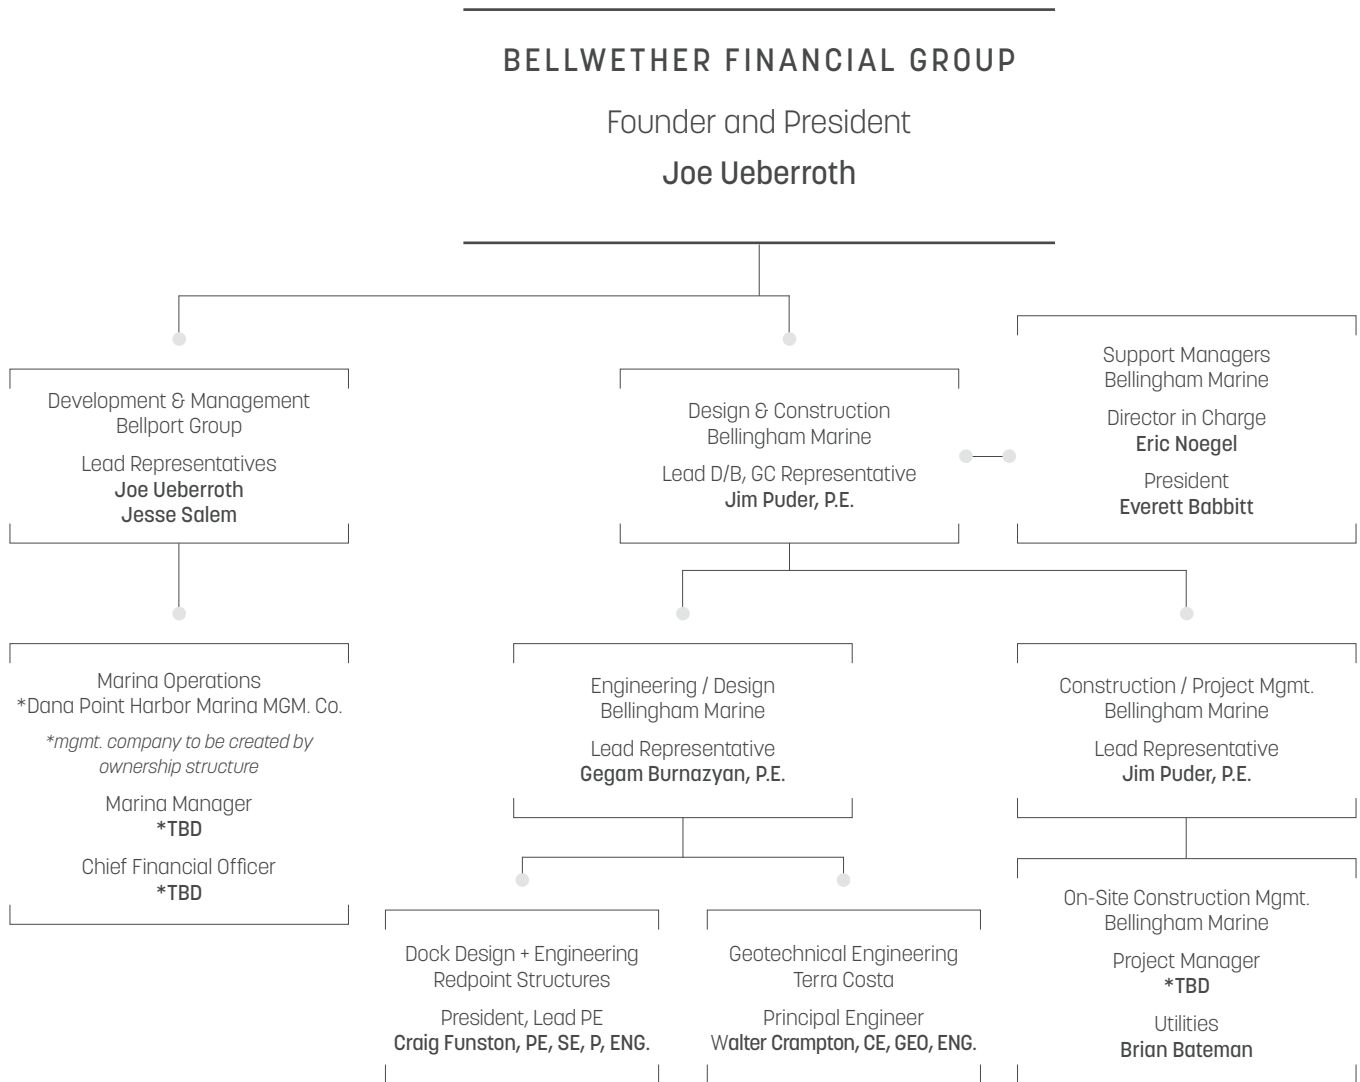 BELLWETHER FINANCIAL GROUP
Founder and President
Joe Ueberroth
Development & Management
Bellport Group
Lead Representatives
Joe Ueberroth
Jesse Salem
Design & Construction
Bellingham Marine
Lead D/B, GC Representative
Jim Puder, P.E.
Support Managers
Bellingham Marine
Director in Charge
Eric Noegel
President
Everett Babbitt
Marina Operations
*Dana Point Harbor Marina MGM. Co.
*mgmt. company to be created by
ownership structure
Marina Manager
*TBD
Chief Financial Officer
*TBD
Engineering / Design
Bellingham Marine
Lead Representative
Gegam Burnazyan, P.E.
Construction / Project Mgmt.
Bellingham Marine
Lead Representative
Jim Puder, P.E.
Dock Design + Engineering
Redpoint Structures
President, Lead PE
Craig Funston, PE, SE, P, ENG.
Geotechnical Engineering
Terra Costa
Principal Engineer
Walter Crampton, CE, GEO, ENG.
On-Site Construction Mgmt.
Bellingham Marine
Project Manager
*TBD
Utilities
Brian Bateman